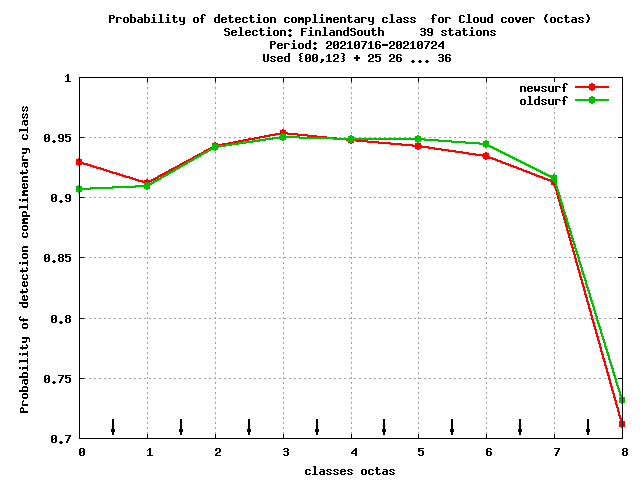 Probability of detection complimentary class  for Cloud cover (octas)
Selection: FinlandSouth     39 stations
Period: 20210716-20210724
Used {00,12} + 25 26 ... 36
newsurf
oldsurf
Probability of detection complimentary class
1
0.95
0.9
0.85
0.8
0.75
0.7
0 1 2 3 4 5 6 7 8
classes octas